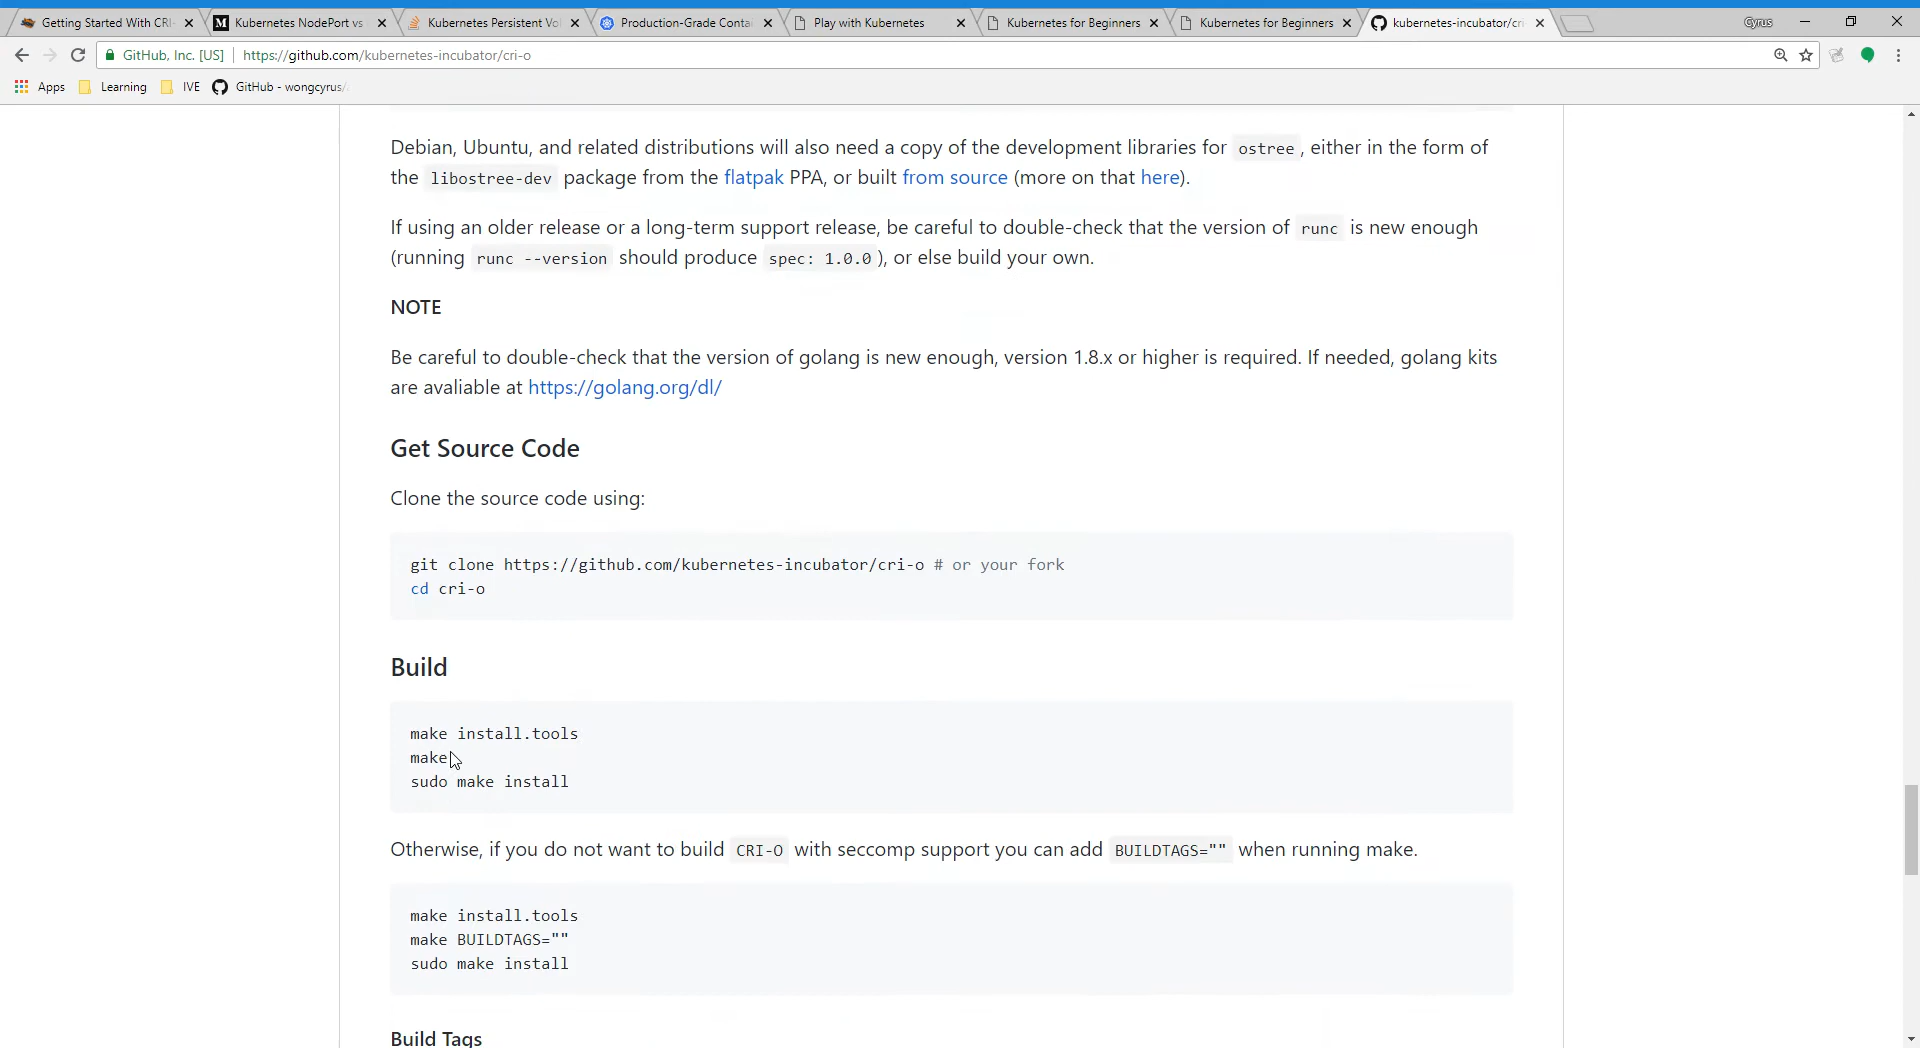 Getting Started With CRI-
Kubernetes NodePort vs
Kubernetes Persistent Vol
Production-Grade Contai
Play with Kubernetes
Kubernetes for Beginners
Kubernetes for Beginners
kubernetes-incubator/cri
Cyrus
GitHub, Inc. [US]
https://github.com/kubernetes-incubator/cri-o
Apps
Learning
IVE
GitHub - wongcyrus/
Debian, Ubuntu, and related distributions will also need a copy of the development libraries for ostree, either in the form of
the libostree-dev package from the flatpak PPA, or built from source (more on that here).
If using an older release or a long-term support release, be careful to double-check that the version of runc is new enough
(running runc --version should produce spec: 1.0.0), or else build your own.
NOTE
Be careful to double-check that the version of golang is new enough, version 1.8.x or higher is required. If needed, golang kits
are avaliable at https://golang.org/dl/
Get Source Code
Clone the source code using:
git clone https://github.com/kubernetes-incubator/cri-o # or your fork
cd cri-o
Build
make install.tools
make
sudo make install
Otherwise, if you do not want to build CRI-O with seccomp support you can add BUILDTAGS="" when running make.
make install.tools
make BUILDTAGS=""
sudo make install
Build Tags